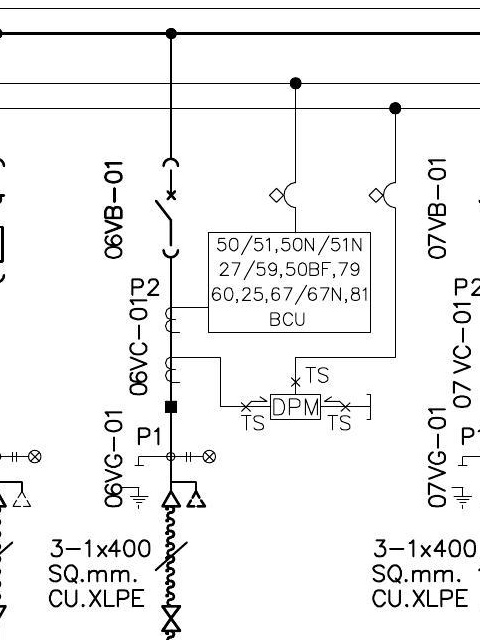 06VB-01
07VB-01
50/51,50N/51N
27/59,50BF,79
60,25,67/67N,81
BCU
P2
P2
06VC-01
07 VC-01
TS
DPM
TS
TS
P1
P1
06VG-01
07VG-01
3-1x400
SQ.mm.
CU.XLPE
3-1x400
SQ.mm.
CU.XLPE